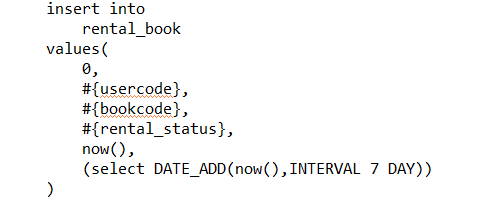 insert into
rental_book
values(
0,
#{usercode},
#{bookcode},
#{rental_status},
now(),
(select DATE_ADD(now(),INTERVAL 7 DAY))
)